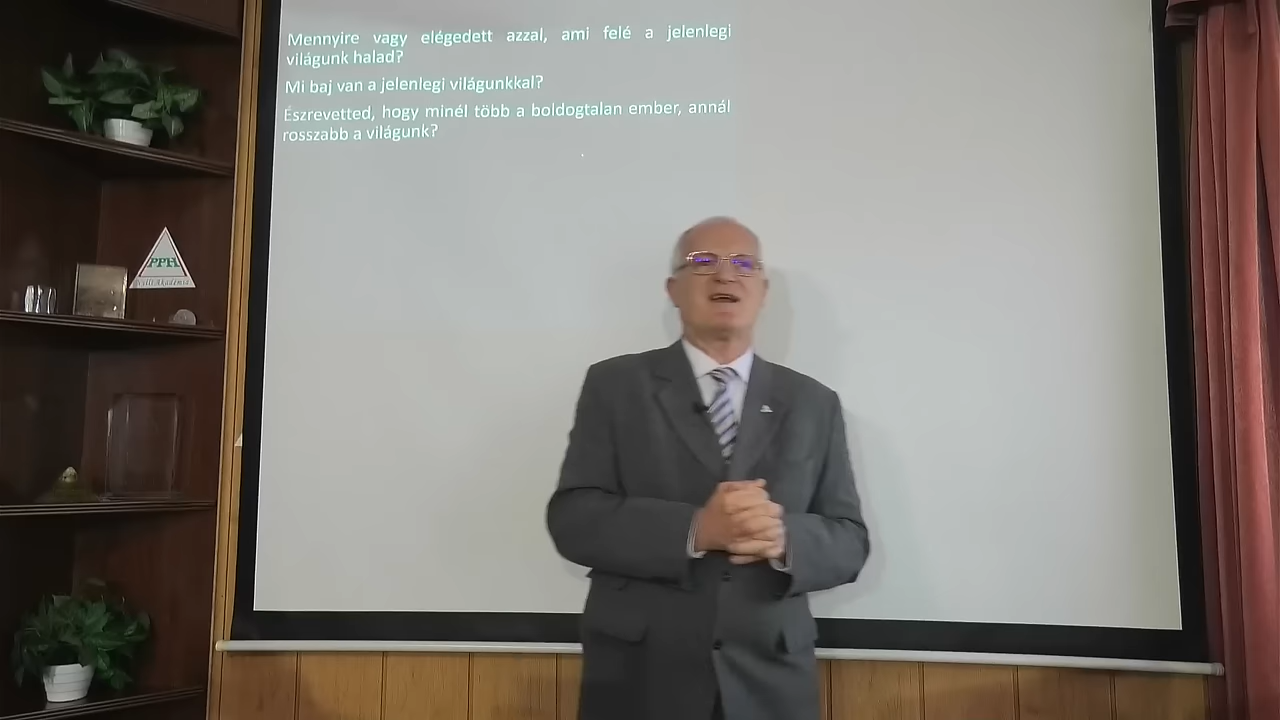 Mennyire vagy elégedett azzal, ami felé a jelenlegi
világunk halad?
Mi baj van a jelenlegi világunkkal?
Észrevetted, hogy minél több a boldogtalan ember, annál
rosszabb a világunk?
PPH